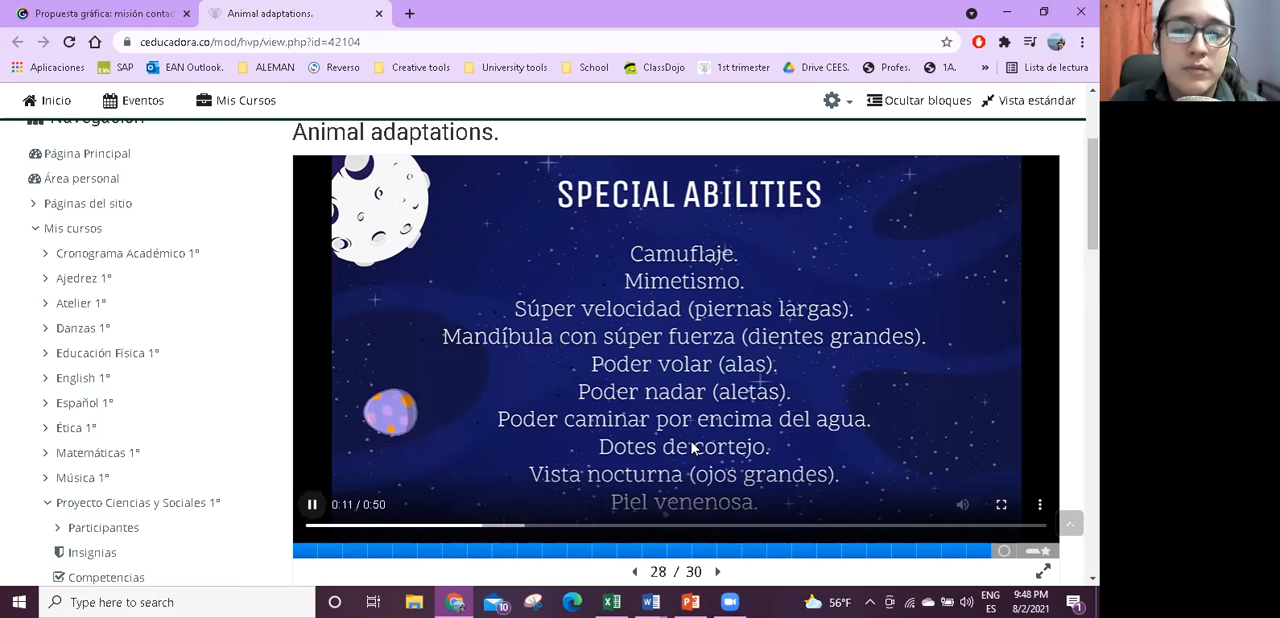 Propuesta gráfica: misión conta
Animal adaptations.
ceducadora.co/mod/hvp/view.php?id=42104
Aplicaciones SAP EAN Outlook. ALEMAN Reverso Creative tools University tools School ClassDojo 1st trimester Drive CEES. Profes. 1A. » Lista de lectura
Inicio Eventos Mis Cursos Ocultar bloques Vista estándar
Navegación
Página Principal
Área personal
Páginas del sitio
Mis cursos
Cronograma Académico 1°
Ajedrez 1°
Atelier 1°
Danzas 1°
Educación Física 1°
English 1°
Español 1°
Ética 1°
Matemáticas 1°
Música 1°
Proyecto Ciencias y Sociales 1°
Participantes
Insignias
Competencias
Animal adaptations.
SPECIAL ABILITIES
Camuflaje.
Mimetismo.
Súper velocidad (piernas largas).
Mandíbula con súper fuerza (dientes grandes).
Poder volar (alas).
Poder nadar (aletas).
Poder caminar por encima del agua.
Dotes de cortejo.
Vista nocturna (ojos grandes).
Piel venenosa.
0:11 / 0:50
28 / 30
Type here to search
10
56°F
ENG
ES
9:48 PM
8/2/2021
1